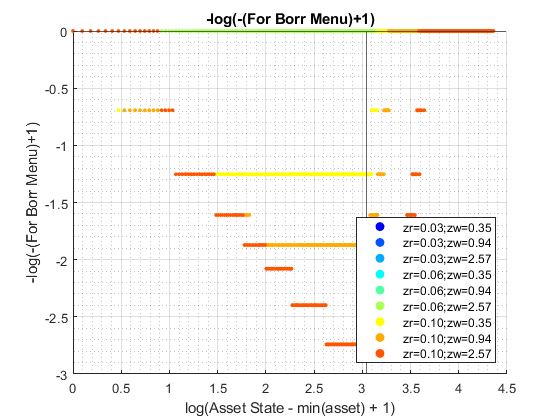 -log(-(For Borr Menu)+1)
0
-0.5
-1
-1.5
-2
-2.5
-3
-log(-(For Borr Menu)+1)
zr=0.03;zw=0.35
zr=0.03;zw=0.94
zr=0.03;zw=2.57
zr=0.06;zw=0.35
zr=0.06;zw=0.94
zr=0.06;zw=2.57
zr=0.10;zw=0.35
zr=0.10;zw=0.94
zr=0.10;zw=2.57
0 0.5 1 1.5 2 2.5 3 3.5 4 4.5
log(Asset State - min(asset) + 1)